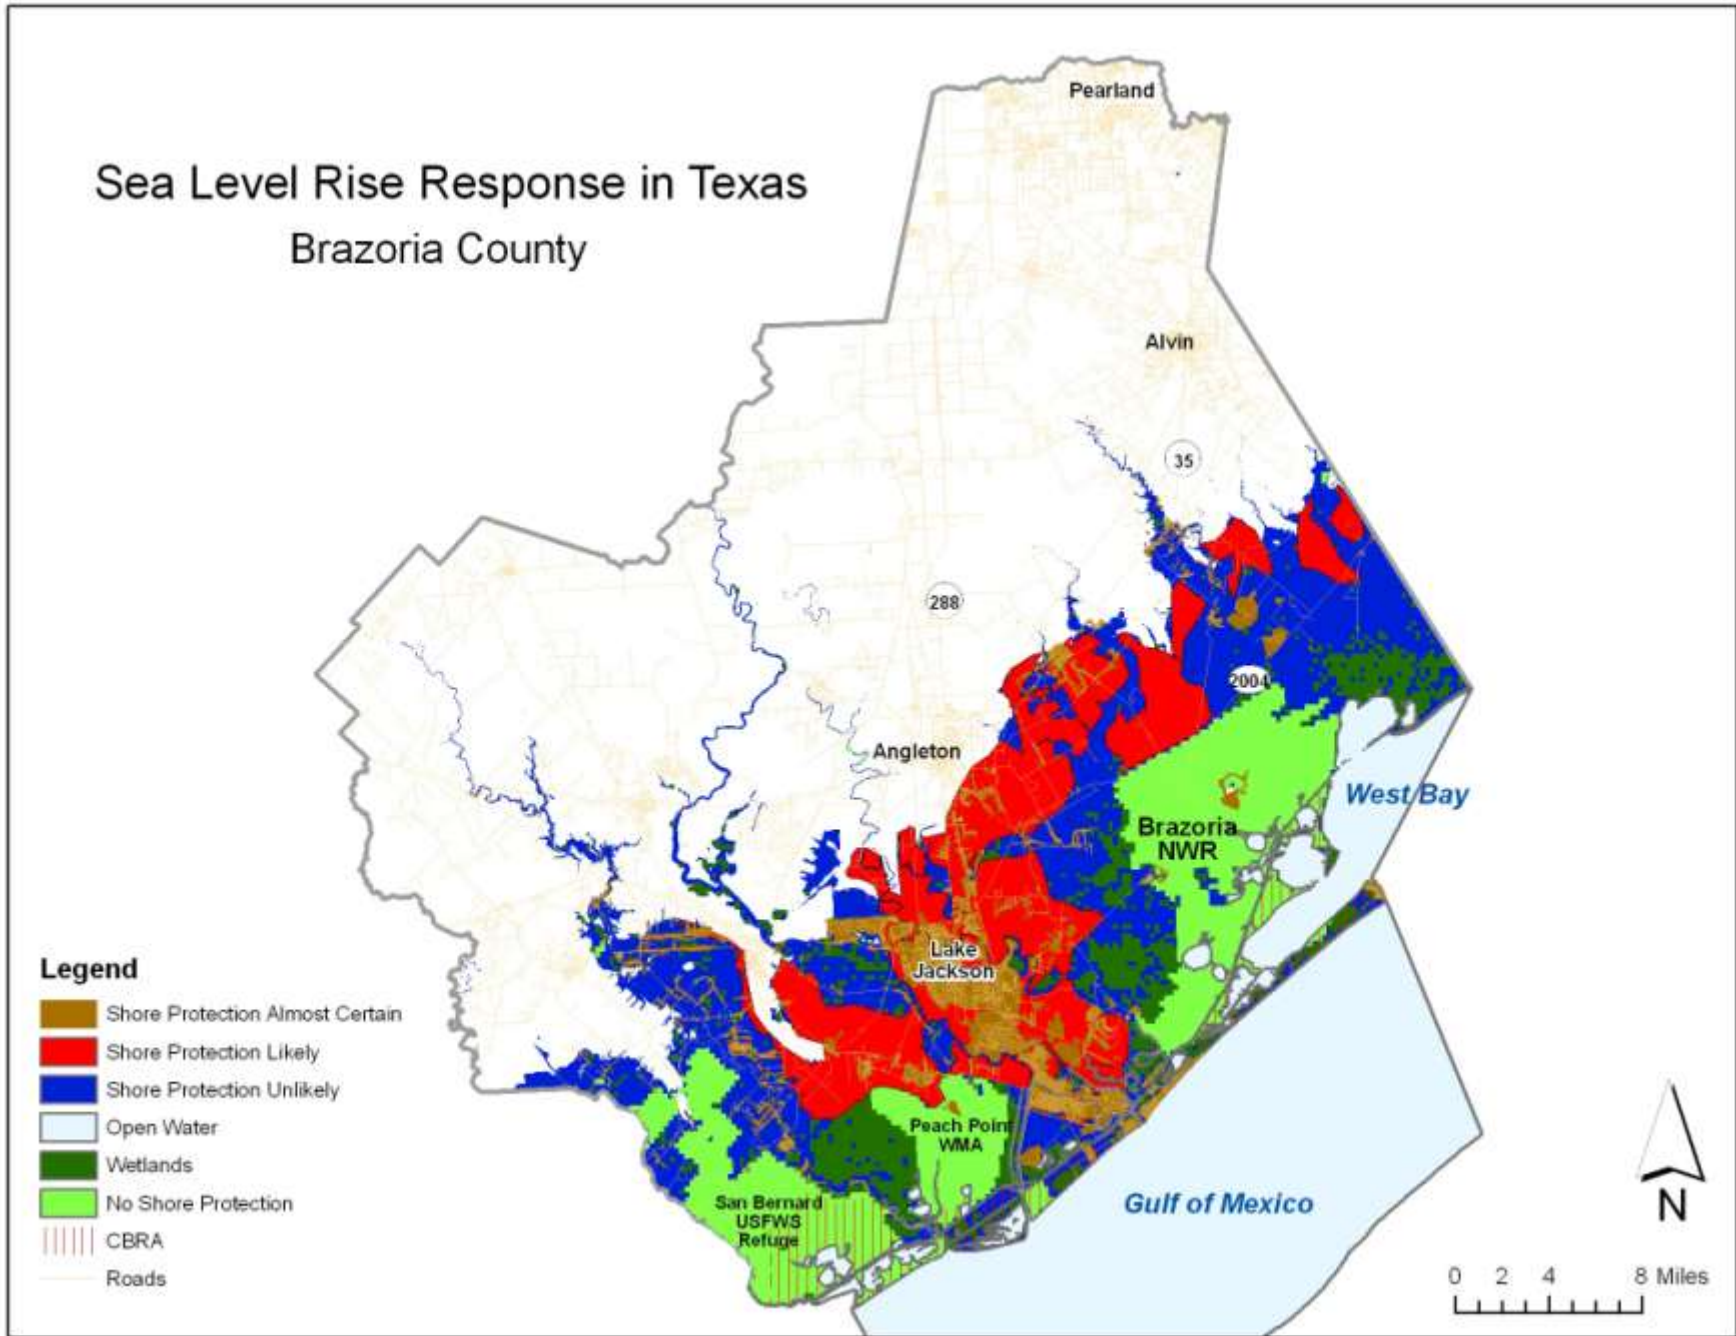 Sea Level Rise Response in Texas
Brazoria County
Pearland
Alvin
35
288
2004
Angleton
West Bay
Brazoria
NWR
Lake
Jackson
Peach Point
WMA
San Bernard
USFWS
Refuge
Gulf of Mexico
Legend
Shore Protection Almost Certain
Shore Protection Likely
Shore Protection Unlikely
Open Water
Wetlands
No Shore Protection
CBRA
Roads
N
0 2 4 8 Miles